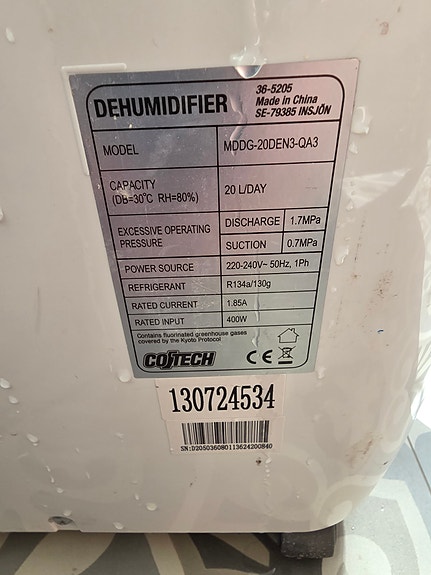 DEHUMIDIFIER
36-5205
Made in China
SE-79385 INSJÖN
MODEL MDDG-20DEN3-QA3
CAPACITY
(DB=30°C RH=80%) 20 L/DAY
EXCESSIVE OPERATING
PRESSURE
DISCHARGE 1.7MPa
SUCTION 0.7MPa
POWER SOURCE 220-240V~ 50Hz, 1Ph
REFRIGERANT R134a/130g
RATED CURRENT 1.85A
RATED INPUT 400W
Contains fluorinated greenhouse gases
covered by the Kyoto Protocol
COTECH CE
130724534
SN:D205036080113624200840